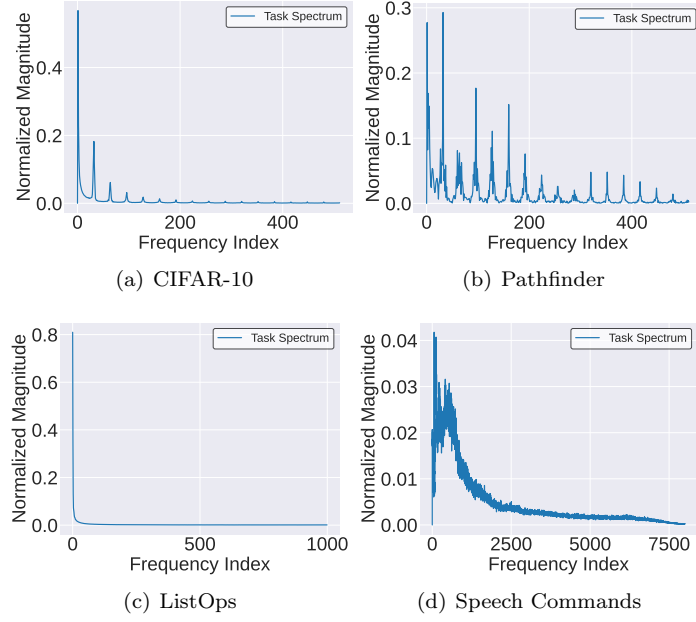 Task Spectrum
Normalized Magnitude
0.4
0.2
0.0
0
200
400
Frequency Index
(a) CIFAR-10
Task Spectrum
Normalized Magnitude
0.3
0.2
0.1
0.0
0
200
400
Frequency Index
(b) Pathfinder
Task Spectrum
Normalized Magnitude
0.8
0.6
0.4
0.2
0.0
0
500
1000
Frequency Index
(c) ListOps
Task Spectrum
Normalized Magnitude
0.04
0.03
0.02
0.01
0.00
0
2500
5000
7500
Frequency Index
(d) Speech Commands